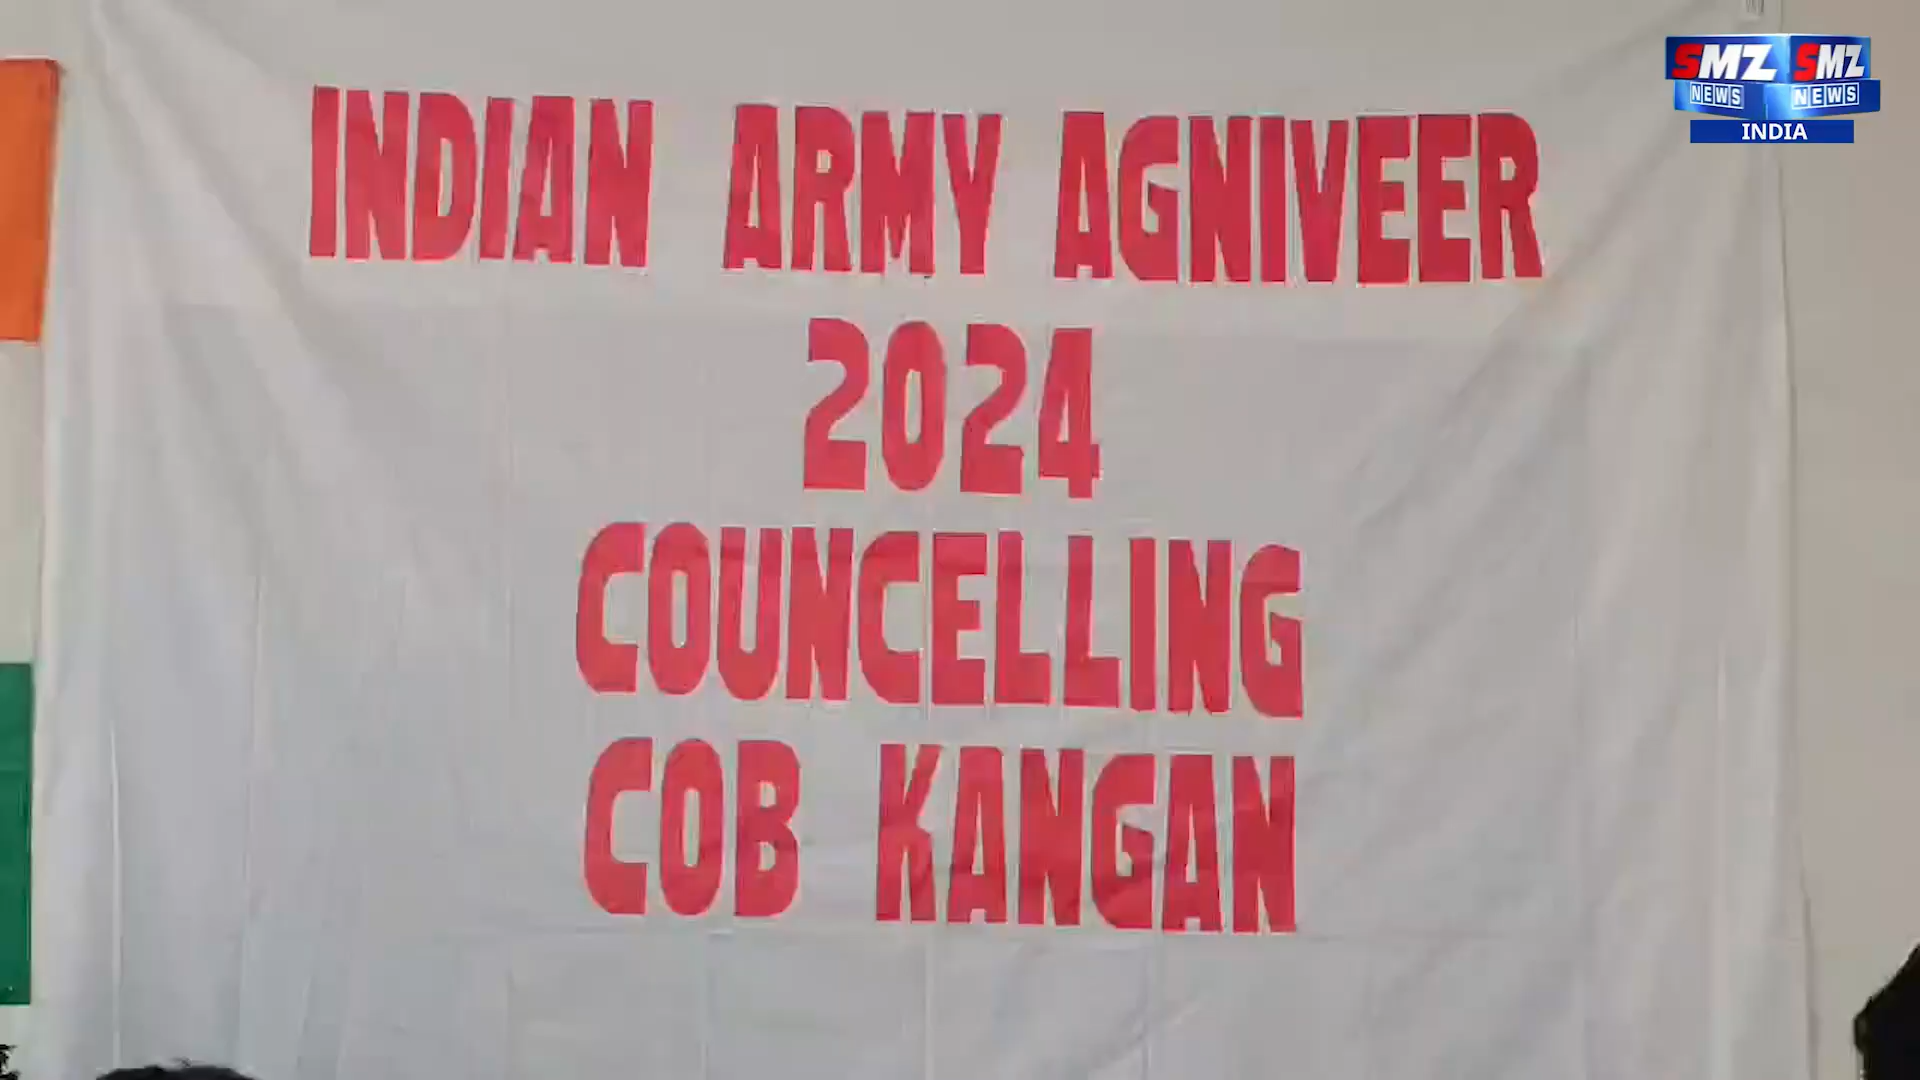 INDIAN ARMY AGNIVEER
2024
COUNCELLING
COB KANGAN
SMZ SMZ
NEWS NEWS
INDIA